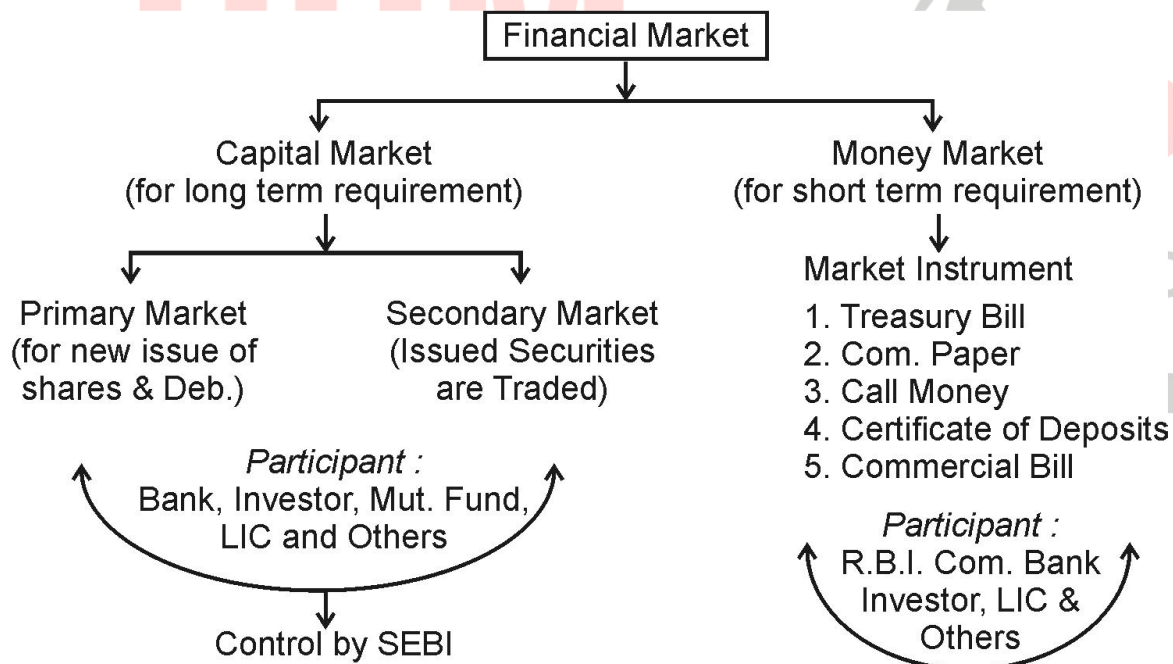 Financial Market
Capital Market
(for long term requirement)
Money Market
(for short term requirement)
Primary Market
(for new issue of
shares & Deb.)
Secondary Market
(Issued Securities
are Traded)
Participant :
Bank, Investor, Mut. Fund,
LIC and Others
Control by SEBI
Market Instrument
1. Treasury Bill
2. Com. Paper
3. Call Money
4. Certificate of Deposits
5. Commercial Bill
Participant :
R.B.I. Com. Bank
Investor, LIC &
Others